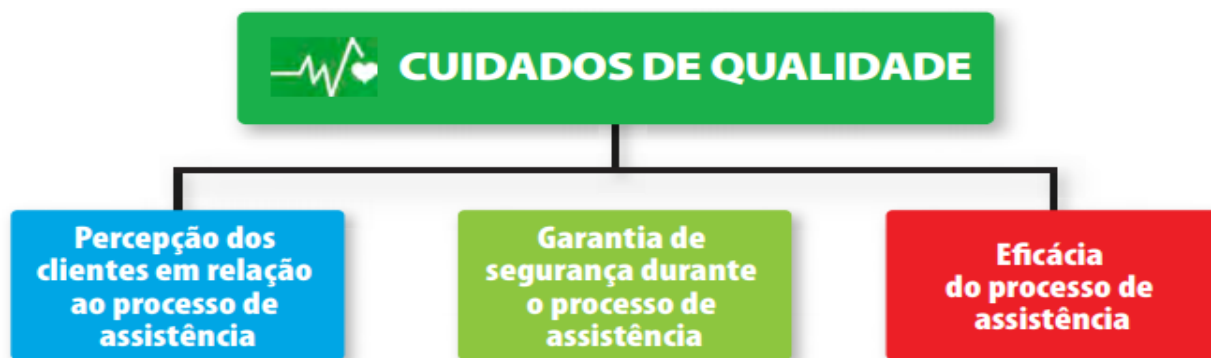 CUIDADOS DE QUALIDADE
Percepção dos
clientes em relação
ao processo de
assistência
Garantia de
segurança durante
o processo de
assistência
Eficácia
do processo de
assistência